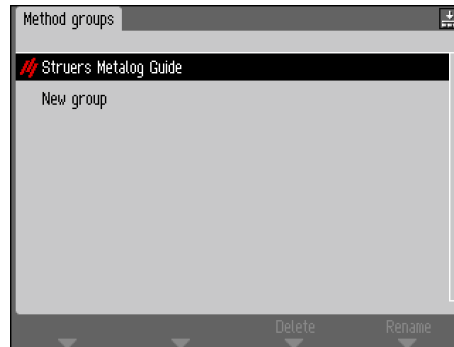 Method groups
Struers Metalog Guide
New group
Delete Rename